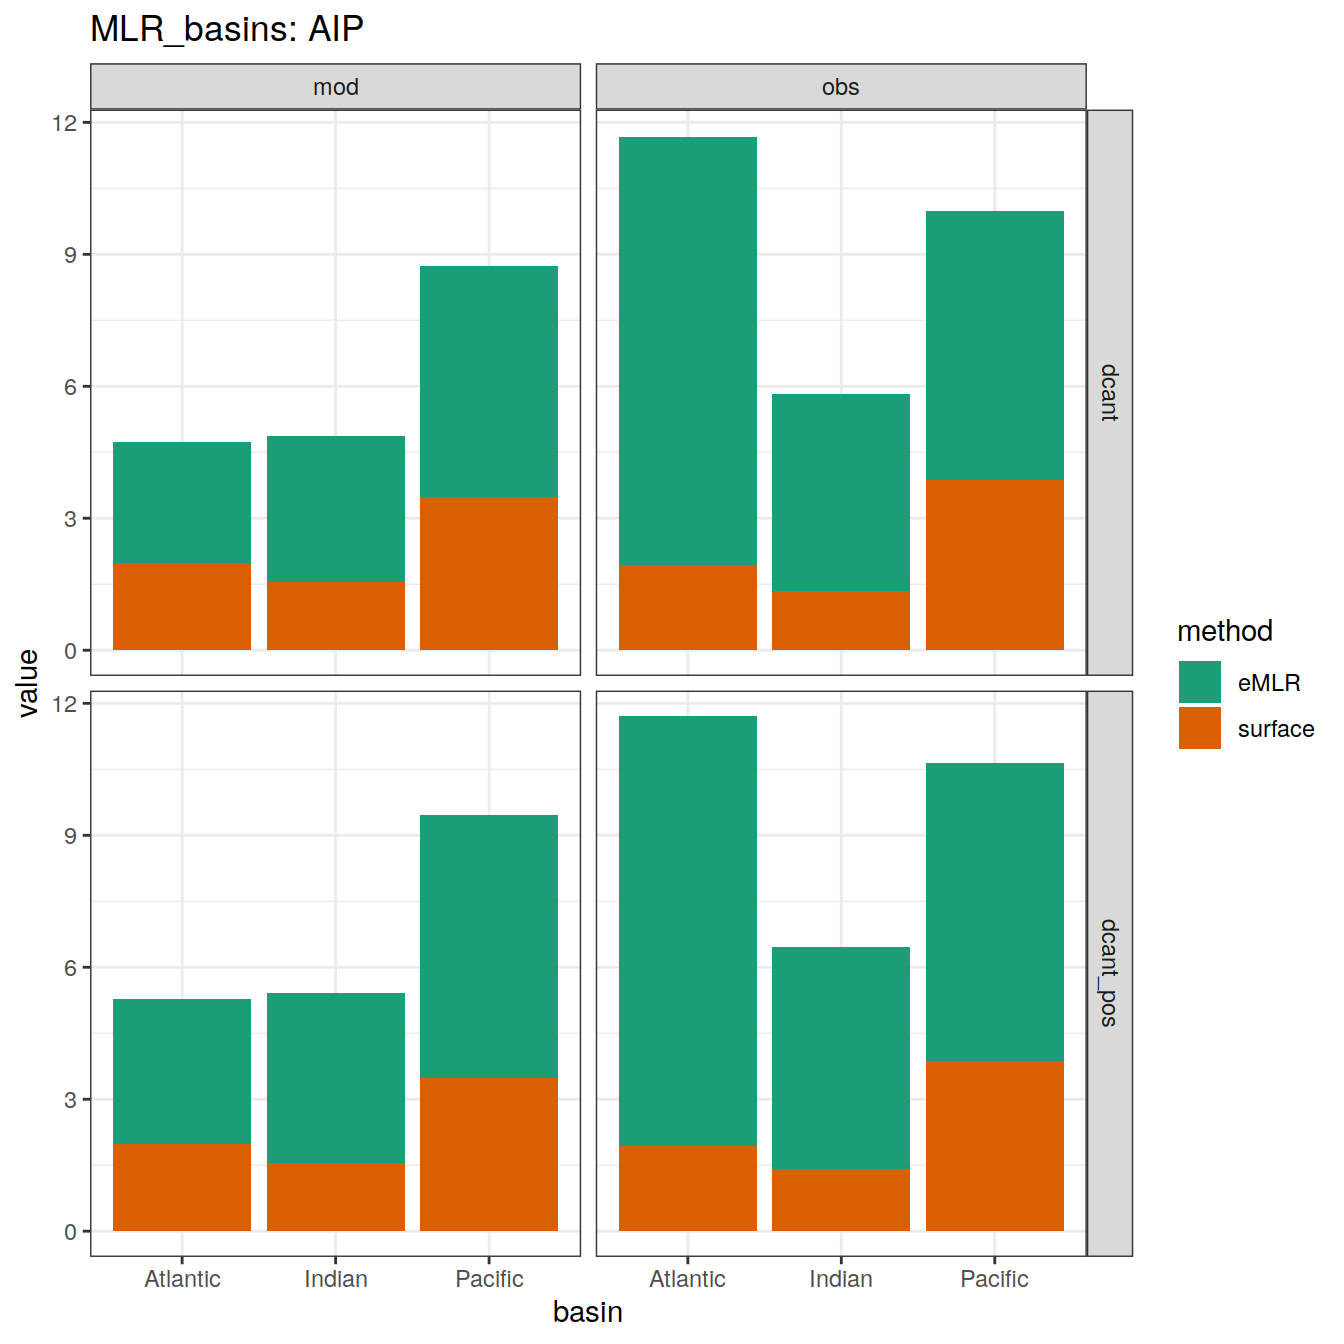 MLR_basins: AIP
mod
obs
12
9
6
3
0
dcant
value
12
9
6
3
0
dcant_pos
Atlantic
Indian
Pacific
Atlantic
Indian
Pacific
basin
method
eMLR
surface